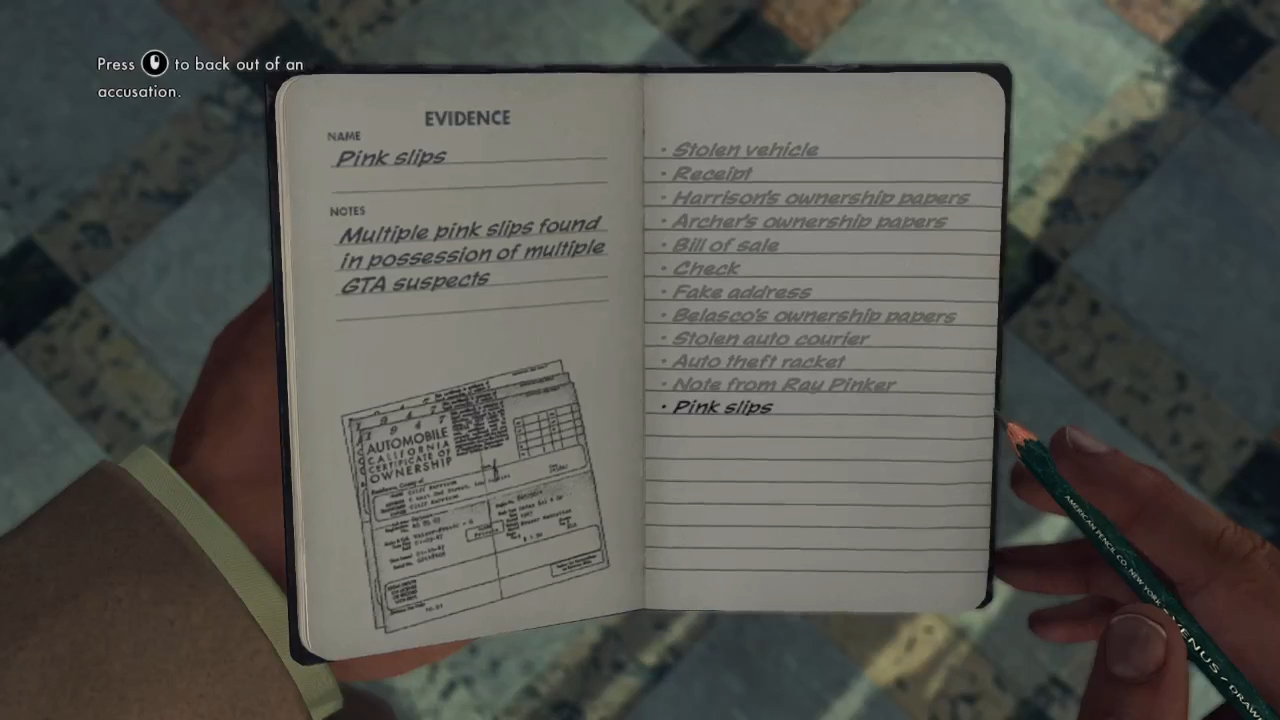 Press to back out of an
accusation.
EVIDENCE
NAME
Pink slips
NOTES
Multiple pink slips found
in possession of multiple
GTA suspects
1947
AUTOMOBILE
CALIFORNIA
CERTIFICATE OF
OWNERSHIP
• Stolen vehicle
• Receipt
• Harrison's ownership papers
• Archer's ownership papers
• Bill of sale
• Check
• Fake address
• Belasco's ownership papers
• Stolen auto courier
• Auto theft racket
• Note from Ray Pinker
• Pink slips
AMERICAN PENCIL CO. NEW YORK VENUS / DRAW